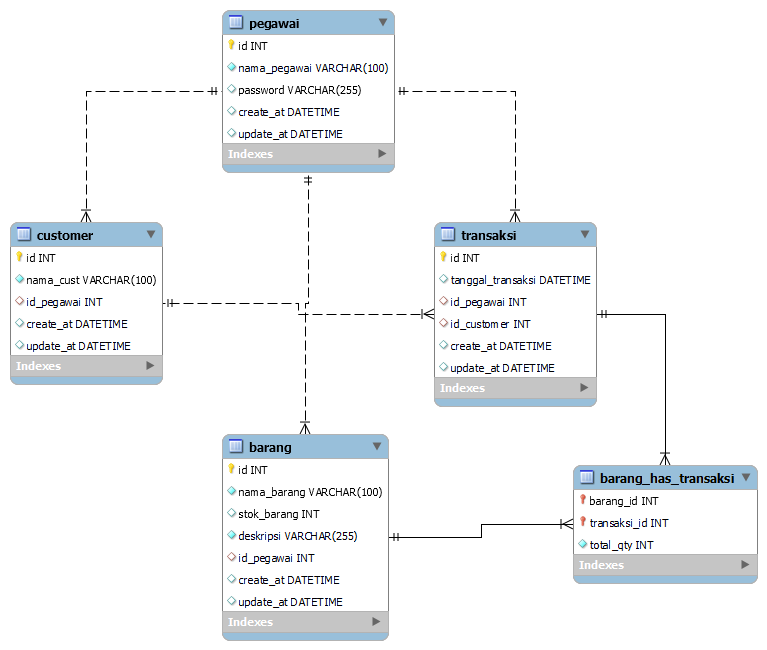 pegawai
id INT
nama_pegawai VARCHAR(100)
password VARCHAR(255)
create_at DATETIME
update_at DATETIME
Indexes
customer
id INT
nama_cust VARCHAR(100)
id_pegawai INT
create_at DATETIME
update_at DATETIME
Indexes
transaksi
id INT
tanggal_transaksi DATETIME
id_pegawai INT
id_customer INT
create_at DATETIME
update_at DATETIME
Indexes
barang
id INT
nama_barang VARCHAR(100)
stok_barang INT
deskripsi VARCHAR(255)
id_pegawai INT
create_at DATETIME
update_at DATETIME
Indexes
barang_has_transaksi
barang_id INT
transaksi_id INT
total_qty INT
Indexes